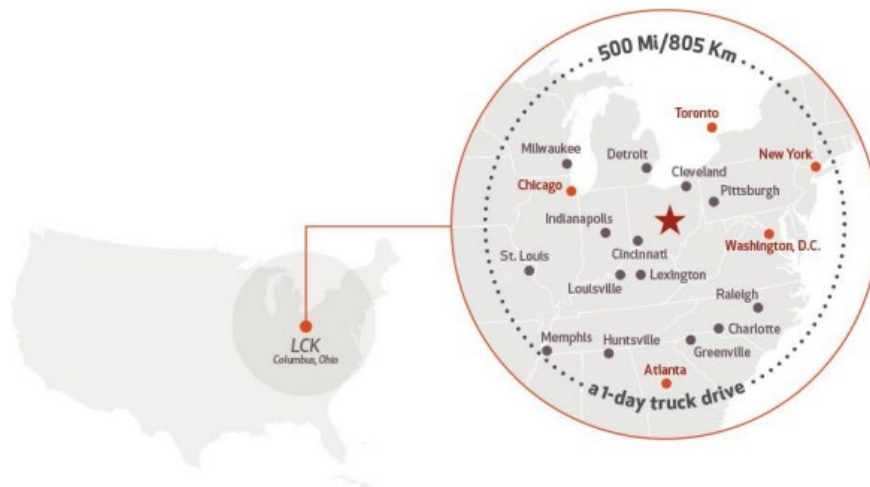 500 Mi/805 Km
Toronto
Milwaukee
Detroit
New York
Cleveland
Chicago
Pittsburgh
Indianapolis
Washington, D.C.
Cincinnati
St. Louis
Lexington
Louisville
Raleigh
LCK
Columbus, Ohio
Memphis
Huntsville
Charlotte
Greenville
Atlanta
a 1-day truck drive